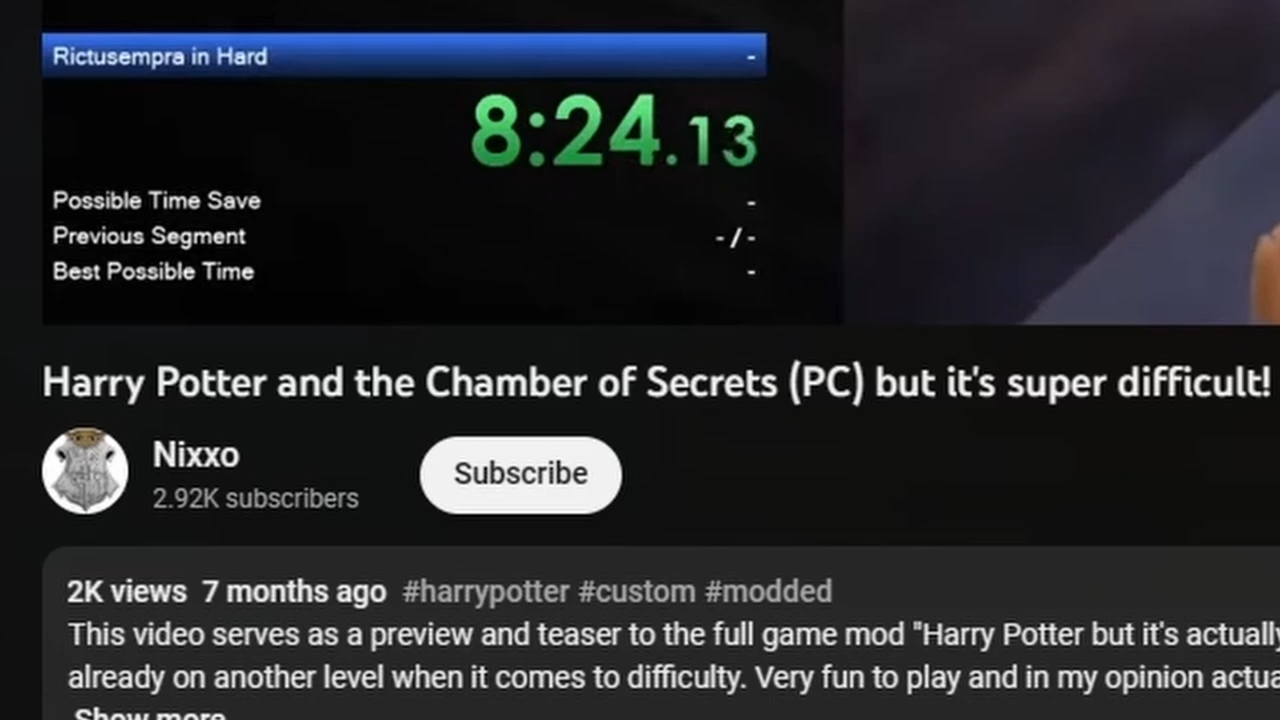 Rictusempra in Hard -
8:24.13
Possible Time Save -
Previous Segment - / -
Best Possible Time -
Harry Potter and the Chamber of Secrets (PC) but it's super difficult!
Nixxo
2.92K subscribers
Subscribe
2K views 7 months ago #harrypotter #custom #modded
This video serves as a preview and teaser to the full game mod "Harry Potter but it's actually
already on another level when it comes to difficulty. Very fun to play and in my opinion actua
Show more